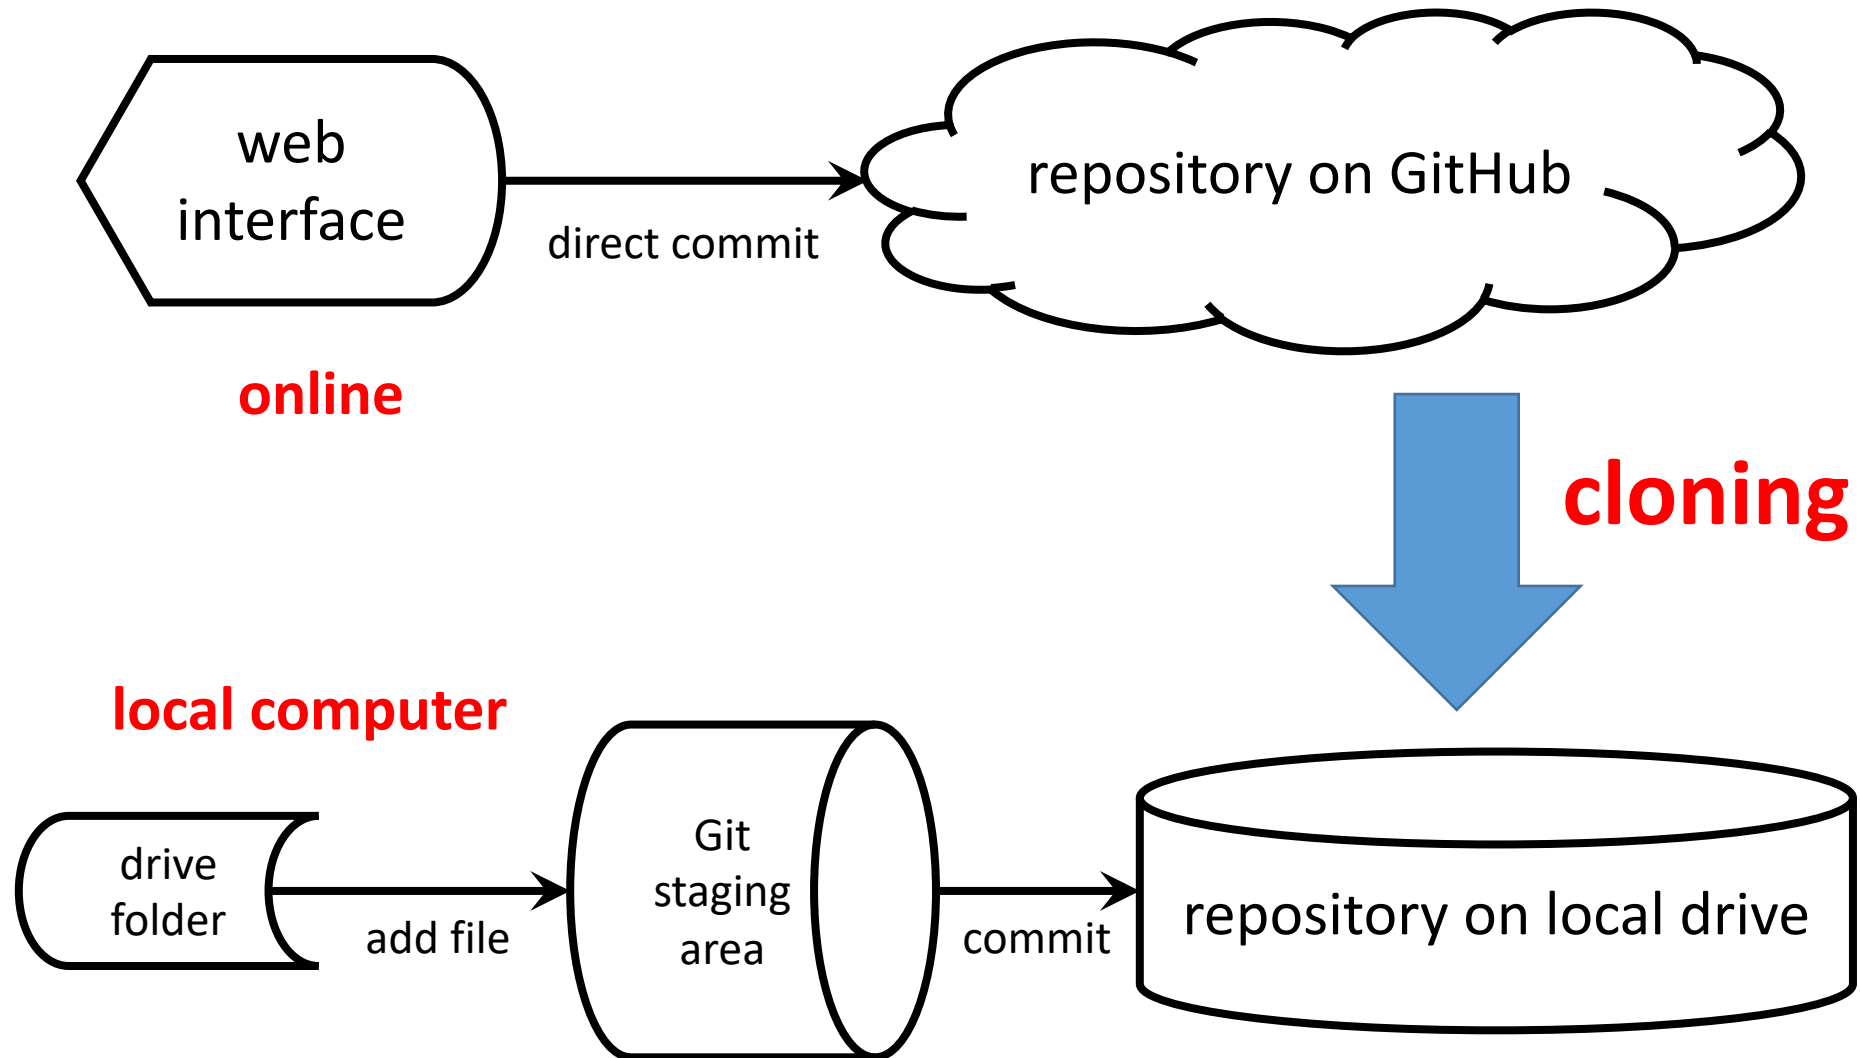 web
interface
direct commit
repository on GitHub
online
cloning
local computer
drive
folder
add file
Git
staging
area
commit
repository on local drive